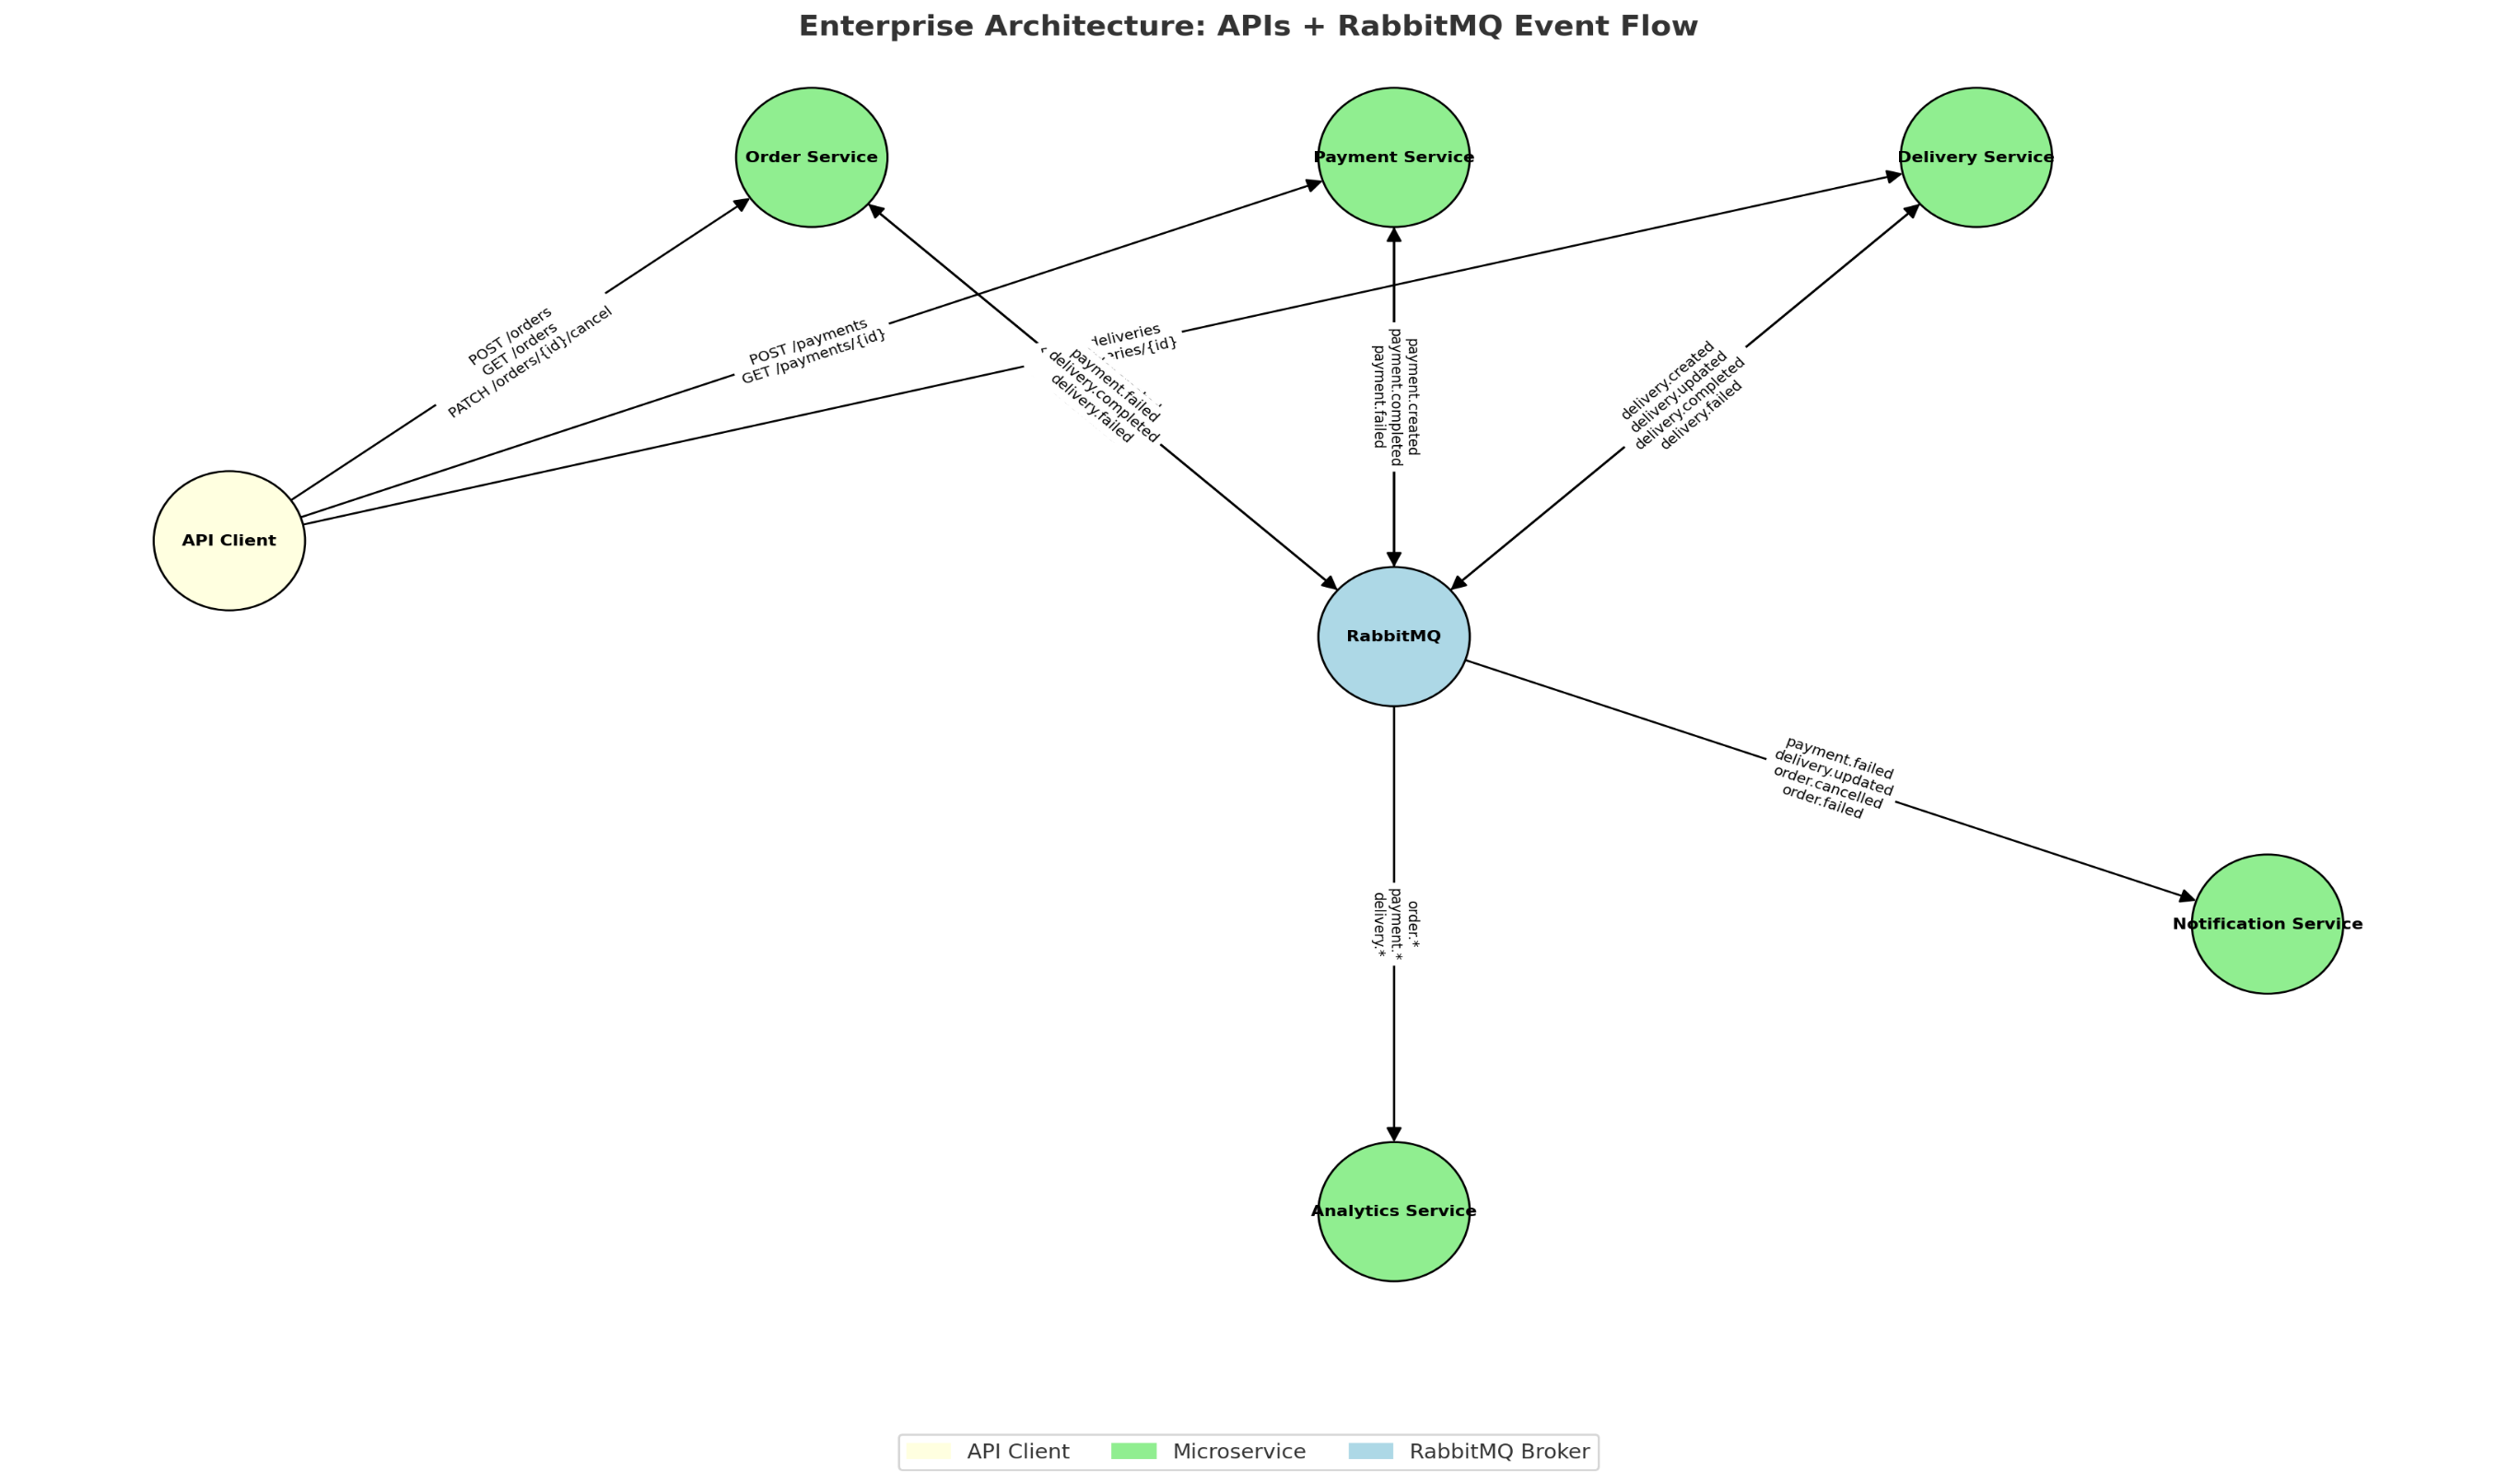 Enterprise Architecture: APIs + RabbitMQ Event Flow
Order Service
Payment Service
Delivery Service
POST /orders
GET /orders
PATCH /orders/{id}/cancel
POST /payments
GET /payments/{id}
payment.failed
delivery.completed
delivery.failed
payment.created
payment.completed
payment.failed
delivery.created
delivery.updated
delivery.completed
delivery.failed
API Client
RabbitMQ
payment.failed
delivery.updated
order.cancelled
order.failed
order.*
payment.*
delivery.*
Notification Service
Analytics Service
API Client
Microservice
RabbitMQ Broker